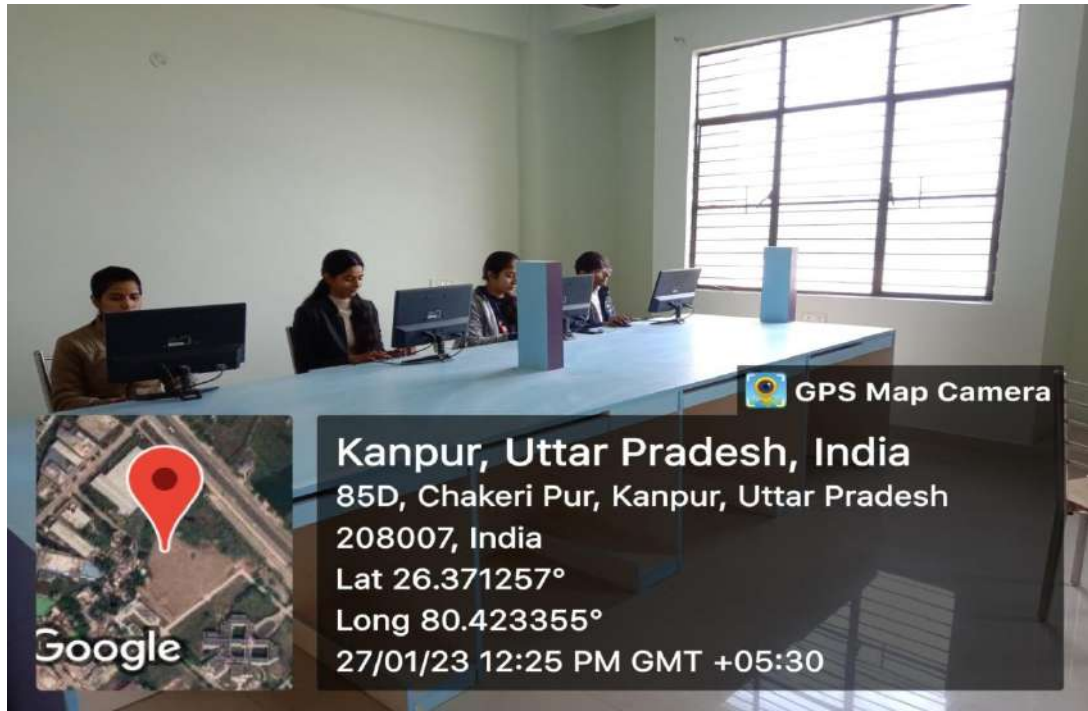 GPS Map Camera
Kanpur, Uttar Pradesh, India
85D, Chakeri Pur, Kanpur, Uttar Pradesh
208007, India
Lat 26.371257°
Long 80.423355°
27/01/23 12:25 PM GMT +05:30
Google